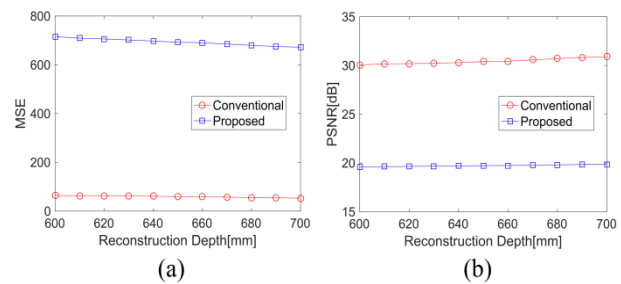 MSE
800
600
400
200
0
Conventional
Proposed
600 620 640 660 680 700
Reconstruction Depth[mm]
(a)
PSNR[dB]
35
30
25
20
15
Conventional
Proposed
600 620 640 660 680 700
Reconstruction Depth[mm]
(b)